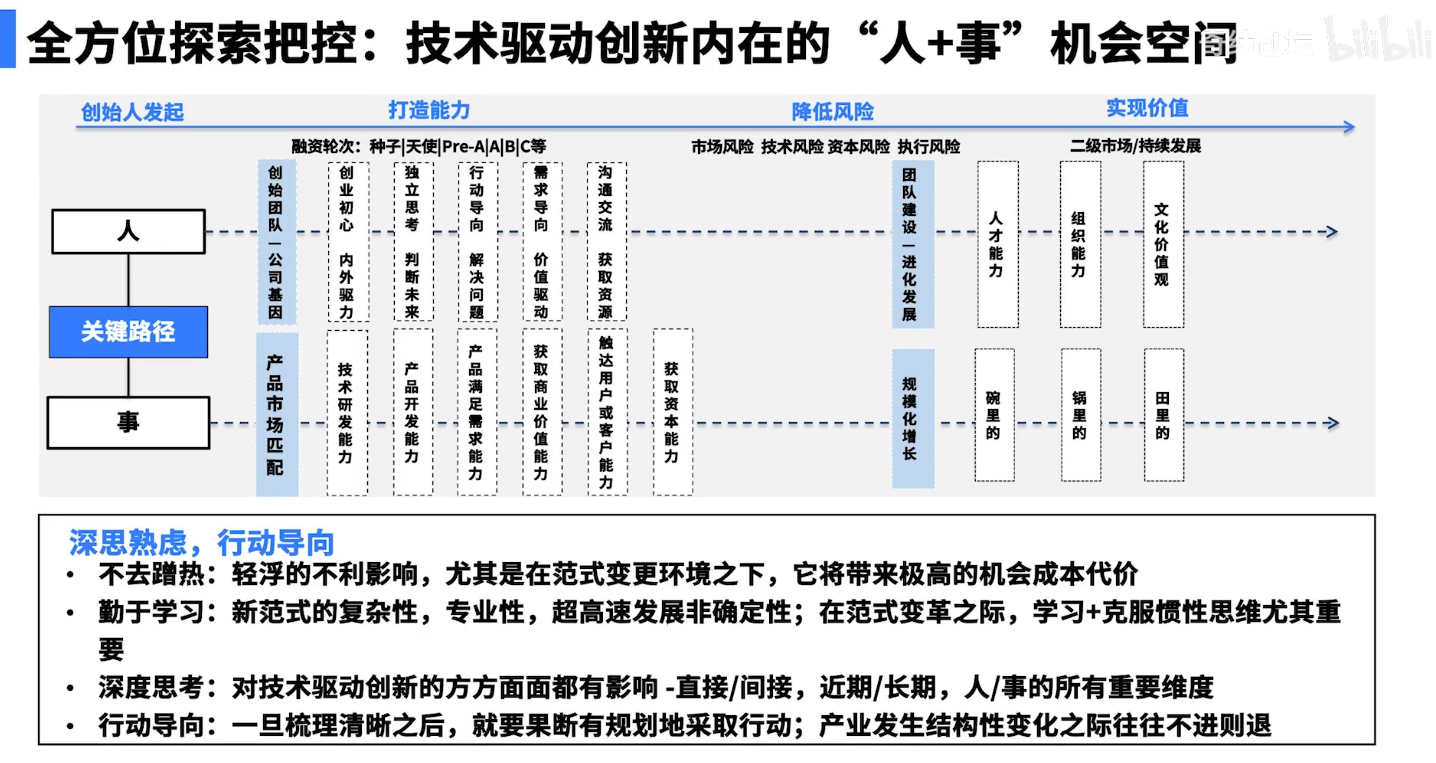 全方位探索把控：技术驱动创新内在的“人+事”机会空间
bilibili
创始人发起
打造能力
降低风险
实现价值
融资轮次：种子|天使|Pre-A|A|B|C等
市场风险 技术风险 资本风险 执行风险
二级市场/持续发展
人
创始团队—公司基因
创业初心 内外驱力
独立思考 判断未来
行动导向 解决问题
需求导向 价值驱动
沟通交流 获取资源
团队建设—进化发展
人才能力
组织能力
文化价值观
关键路径
事
产品市场匹配
技术研发能力
产品开发能力
产品满足需求能力
获取商业价值能力
触达用户或客户能力
获取资本能力
规模化增长
碗里的
锅里的
田里的
深思熟虑，行动导向
• 不去蹭热：轻浮的不利影响，尤其是在范式变更环境之下，它将带来极高的机会成本代价
• 勤于学习：新范式的复杂性，专业性，超高速发展非确定性；在范式变革之际，学习+克服惯性思维尤其重
要
• 深度思考：对技术驱动创新的方方面面都有影响 -直接/间接，近期/长期，人/事的所有重要维度
• 行动导向：一旦梳理清晰之后，就要果断有规划地采取行动；产业发生结构性变化之际往往不进则退